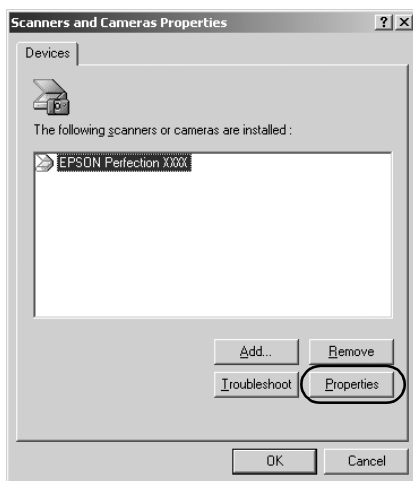 Scanners and Cameras Properties
Devices
The following scanners or cameras are installed :
EPSON Perfection XXXX
Add... Remove
Troubleshoot Properties
OK Cancel